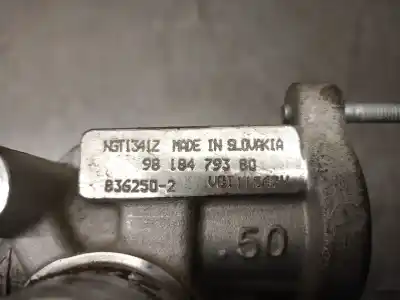 NGT1341Z MADE IN SLOVAKIA
98 184 793 80
836250-2
.50